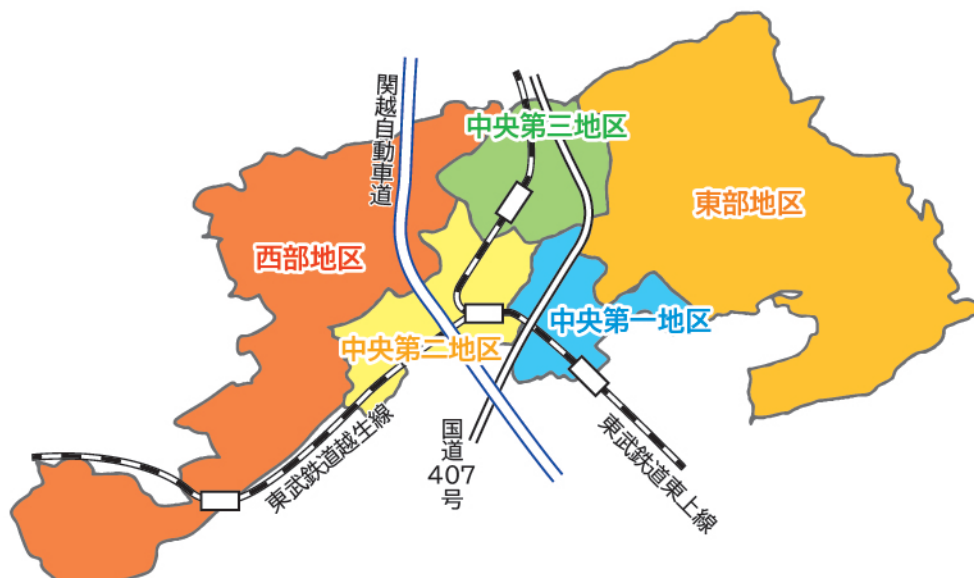 関越自動車道
中央第三地区
東部地区
西部地区
中央第一地区
中央第二地区
東武鉄道越生線
国道407号
東武鉄道東上線